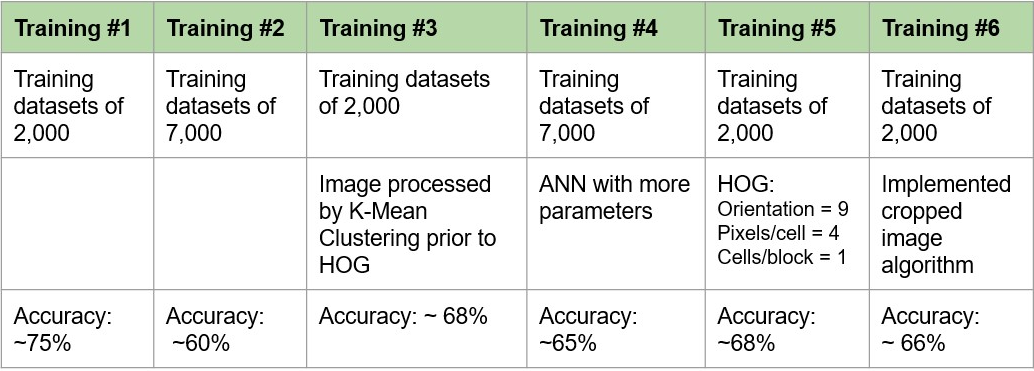 Training #1
Training #2
Training #3
Training #4
Training #5
Training #6
Training
datasets of
2,000
Training
datasets of
7,000
Training datasets
of 2,000
Training
datasets of
7,000
Training
datasets of
2,000
Training
datasets of
2,000
Image processed
by K-Mean
Clustering prior to
HOG
ANN with more
parameters
HOG:
Orientation = 9
Pixels/cell = 4
Cells/block = 1
Implemented
cropped
image
algorithm
Accuracy:
~75%
Accuracy:
~60%
Accuracy: ~ 68%
Accuracy:
~65%
Accuracy:
~68%
Accuracy:
~ 66%